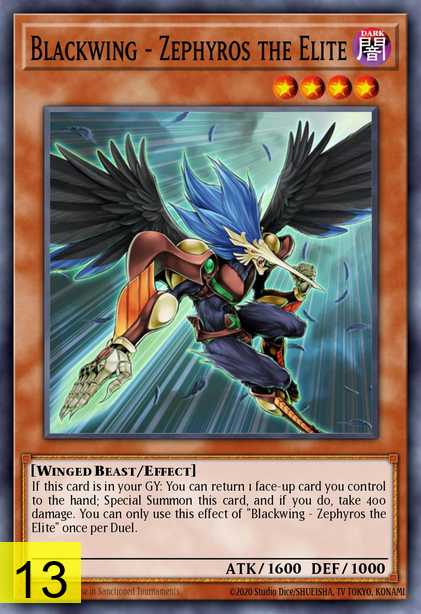 BLACKWING - ZEPHYROS THE ELITE
DARK
闇
[WINGED BEAST/EFFECT]
If this card is in your GY: You can return 1 face-up card you control
to the hand; Special Summon this card, and if you do, take 400
damage. You can only use this effect of "Blackwing - Zephyros the
Elite" once per Duel.
ATK/1600 DEF/1000
13
in Sanctioned Tournaments
©2020 Studio Dice/SHUEISHA, TV TOKYO, KONAMI